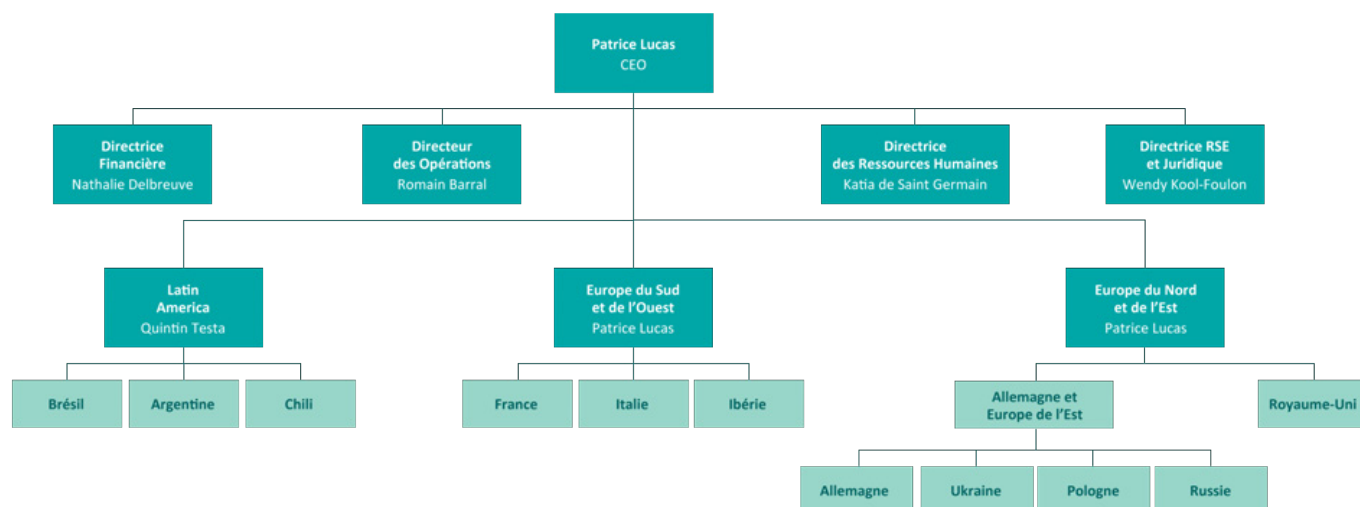 Patrice Lucas
CEO
Directrice
Financière
Nathalie Delbreuve
Directeur
des Opérations
Romain Barral
Directrice
des Ressources Humaines
Katia de Saint Germain
Directrice RSE
et Juridique
Wendy Kool-Foulon
Latin
America
Quintin Testa
Europe du Sud
et de l'Ouest
Patrice Lucas
Europe du Nord
et de l'Est
Patrice Lucas
Brésil
Argentine
Chili
France
Italie
Ibérie
Allemagne et
Europe de l'Est
Royaume-Uni
Allemagne
Ukraine
Pologne
Russie